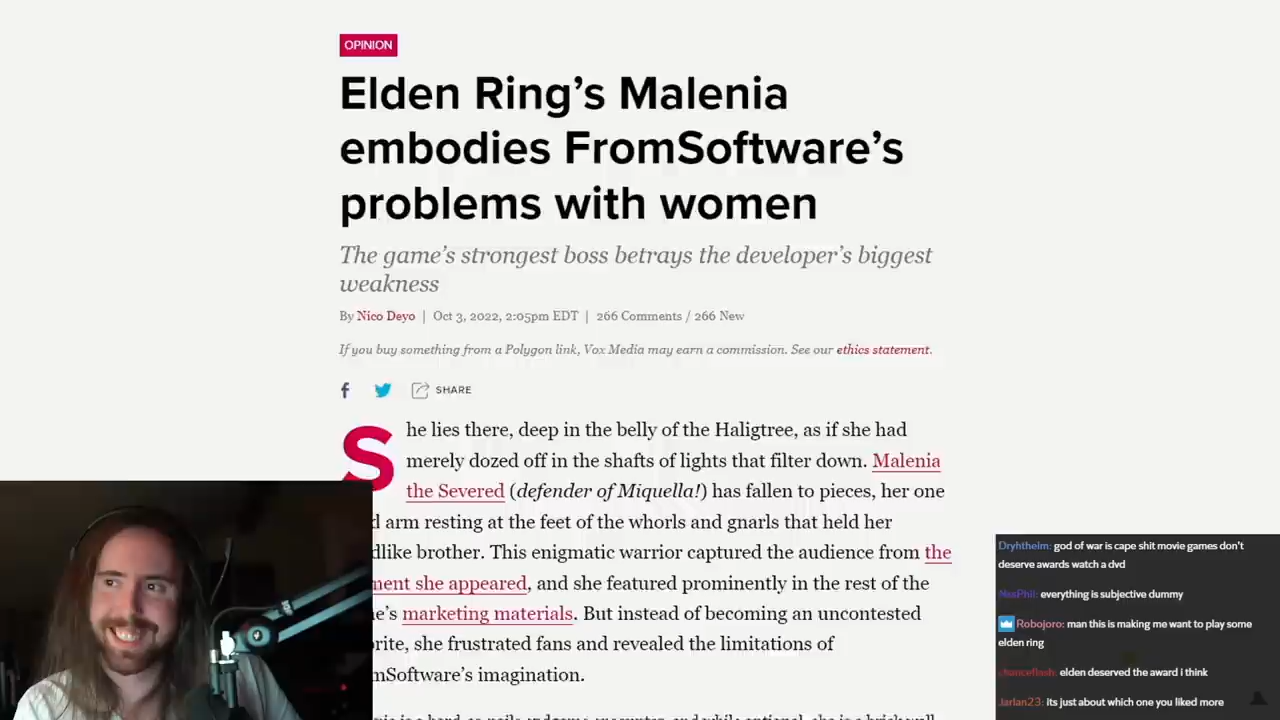 OPINION
Elden Ring’s Malenia
embodies FromSoftware’s
problems with women
The game’s strongest boss betrays the developer’s biggest
weakness
By Nico Deyo | Oct 3, 2022, 2:05pm EDT | 266 Comments / 266 New
If you buy something from a Polygon link, Vox Media may earn a commission. See our ethics statement.
f SHARE
She lies there, deep in the belly of the Haligtree, as if she had
merely dozed off in the shafts of lights that filter down. Malenia
the Severed (defender of Miquella!) has fallen to pieces, her one
d arm resting at the feet of the whorls and gnarls that held her
dlike brother. This enigmatic warrior captured the audience from the
ment she appeared, and she featured prominently in the rest of the
e’s marketing materials. But instead of becoming an uncontested
rite, she frustrated fans and revealed the limitations of
mSoftware’s imagination.
Dryhtheim: god of war is cape shit movie games don't
deserve awards watch a dvd
NexPhil: everything is subjective dummy
Robojoro: man this is making me want to play some
elden ring
chanceflash: elden deserved the award i think
Jarlan23: its just about which one you liked more